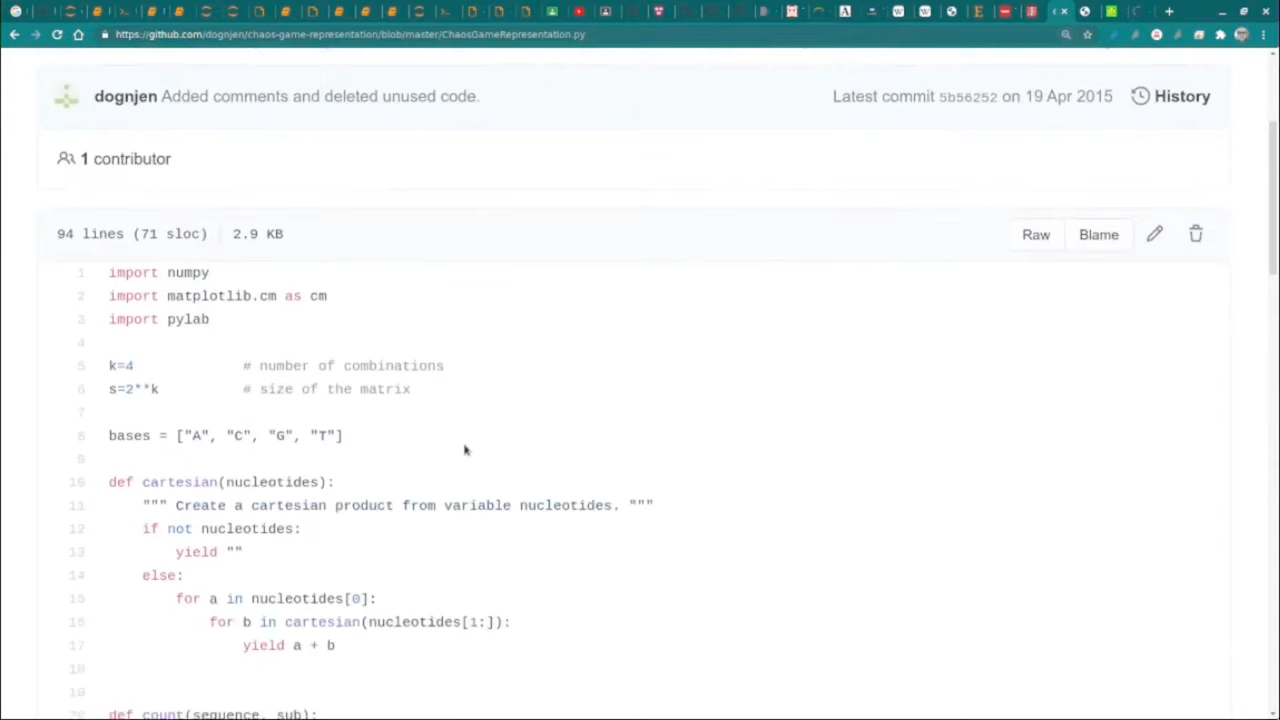 https://github.com/dognjen/chaos-game-representation/blob/master/ChaosGameRepresentation.py
dognjen Added comments and deleted unused code.
Latest commit 5b56252 on 19 Apr 2015 History
1 contributor
94 lines (71 sloc) 2.9 KB
Raw Blame
1 import numpy
2 import matplotlib.cm as cm
3 import pylab
4
5 k=4 # number of combinations
6 s=2**k # size of the matrix
7
8 bases = ["A", "C", "G", "T"]
9
10 def cartesian(nucleotides):
11 """ Create a cartesian product from variable nucleotides. """
12 if not nucleotides:
13 yield ""
14 else:
15 for a in nucleotides[0]:
16 for b in cartesian(nucleotides[1:]):
17 yield a + b
18
19
20 def count(sequence, sub):